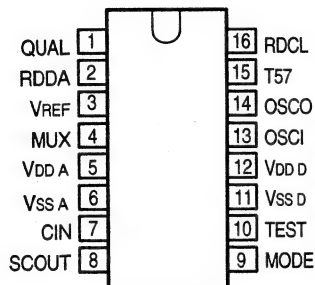 QUAL 1 16 RDCL
RDDA 2 15 T57
VREF 3 14 OSCO
MUX 4 13 OSCI
VDD A 5 12 VDD D
VSS A 6 11 VSS D
CIN 7 10 TEST
SCOUT 8 9 MODE